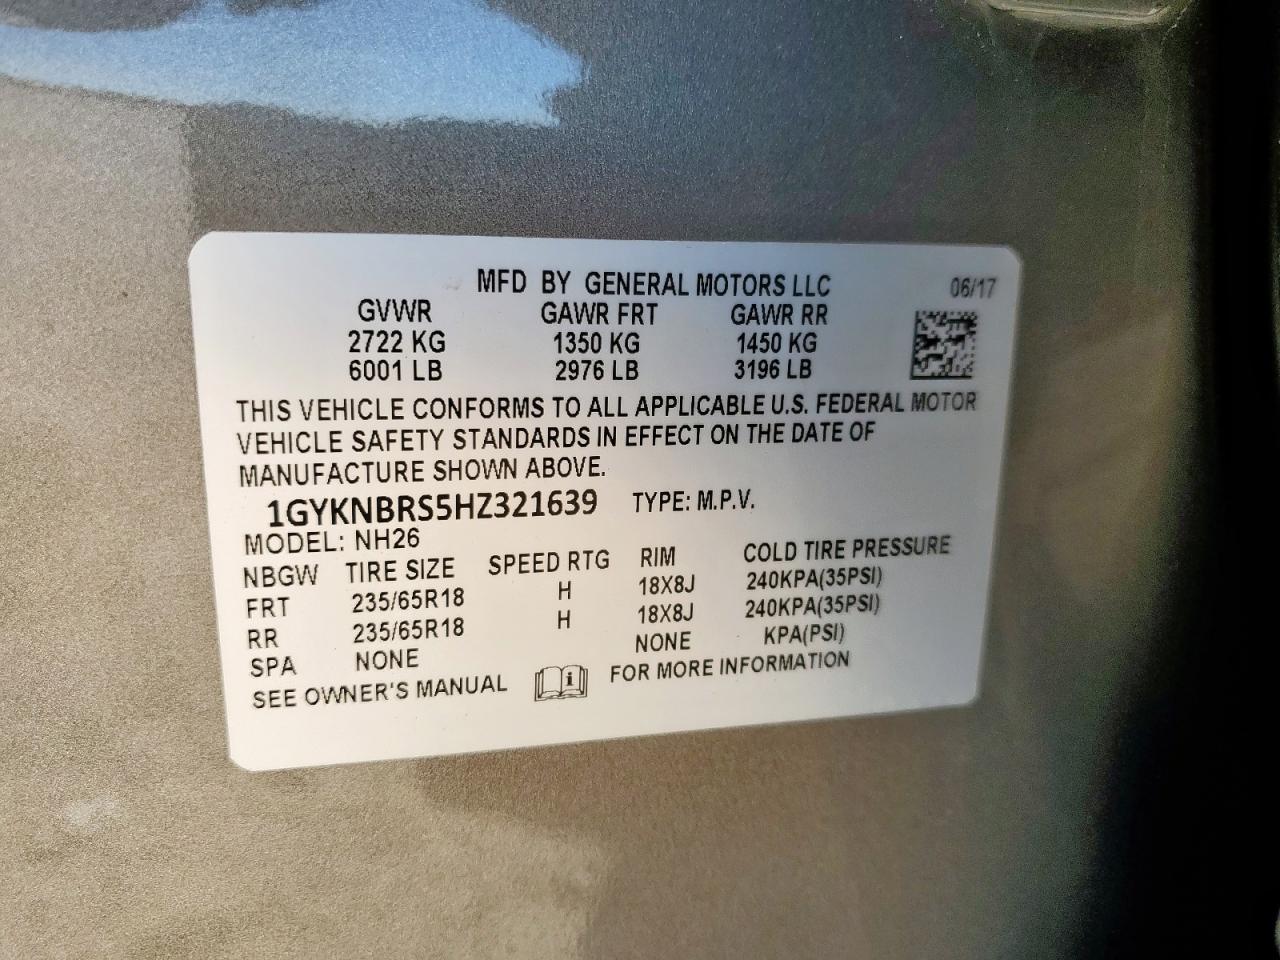 MFD BY GENERAL MOTORS LLC 06/17
GVWR GAWR FRT GAWR RR
2722 KG 1350 KG 1450 KG
6001 LB 2976 LB 3196 LB
THIS VEHICLE CONFORMS TO ALL APPLICABLE U.S. FEDERAL MOTOR
VEHICLE SAFETY STANDARDS IN EFFECT ON THE DATE OF
MANUFACTURE SHOWN ABOVE.
1GYKNBRS5HZ321639 TYPE: M.P.V.
MODEL: NH26
NBGW TIRE SIZE SPEED RTG RIM COLD TIRE PRESSURE
FRT 235/65R18 H 18X8J 240KPA(35PSI)
RR 235/65R18 H 18X8J 240KPA(35PSI)
SPA NONE NONE KPA(PSI)
SEE OWNER'S MANUAL i FOR MORE INFORMATION